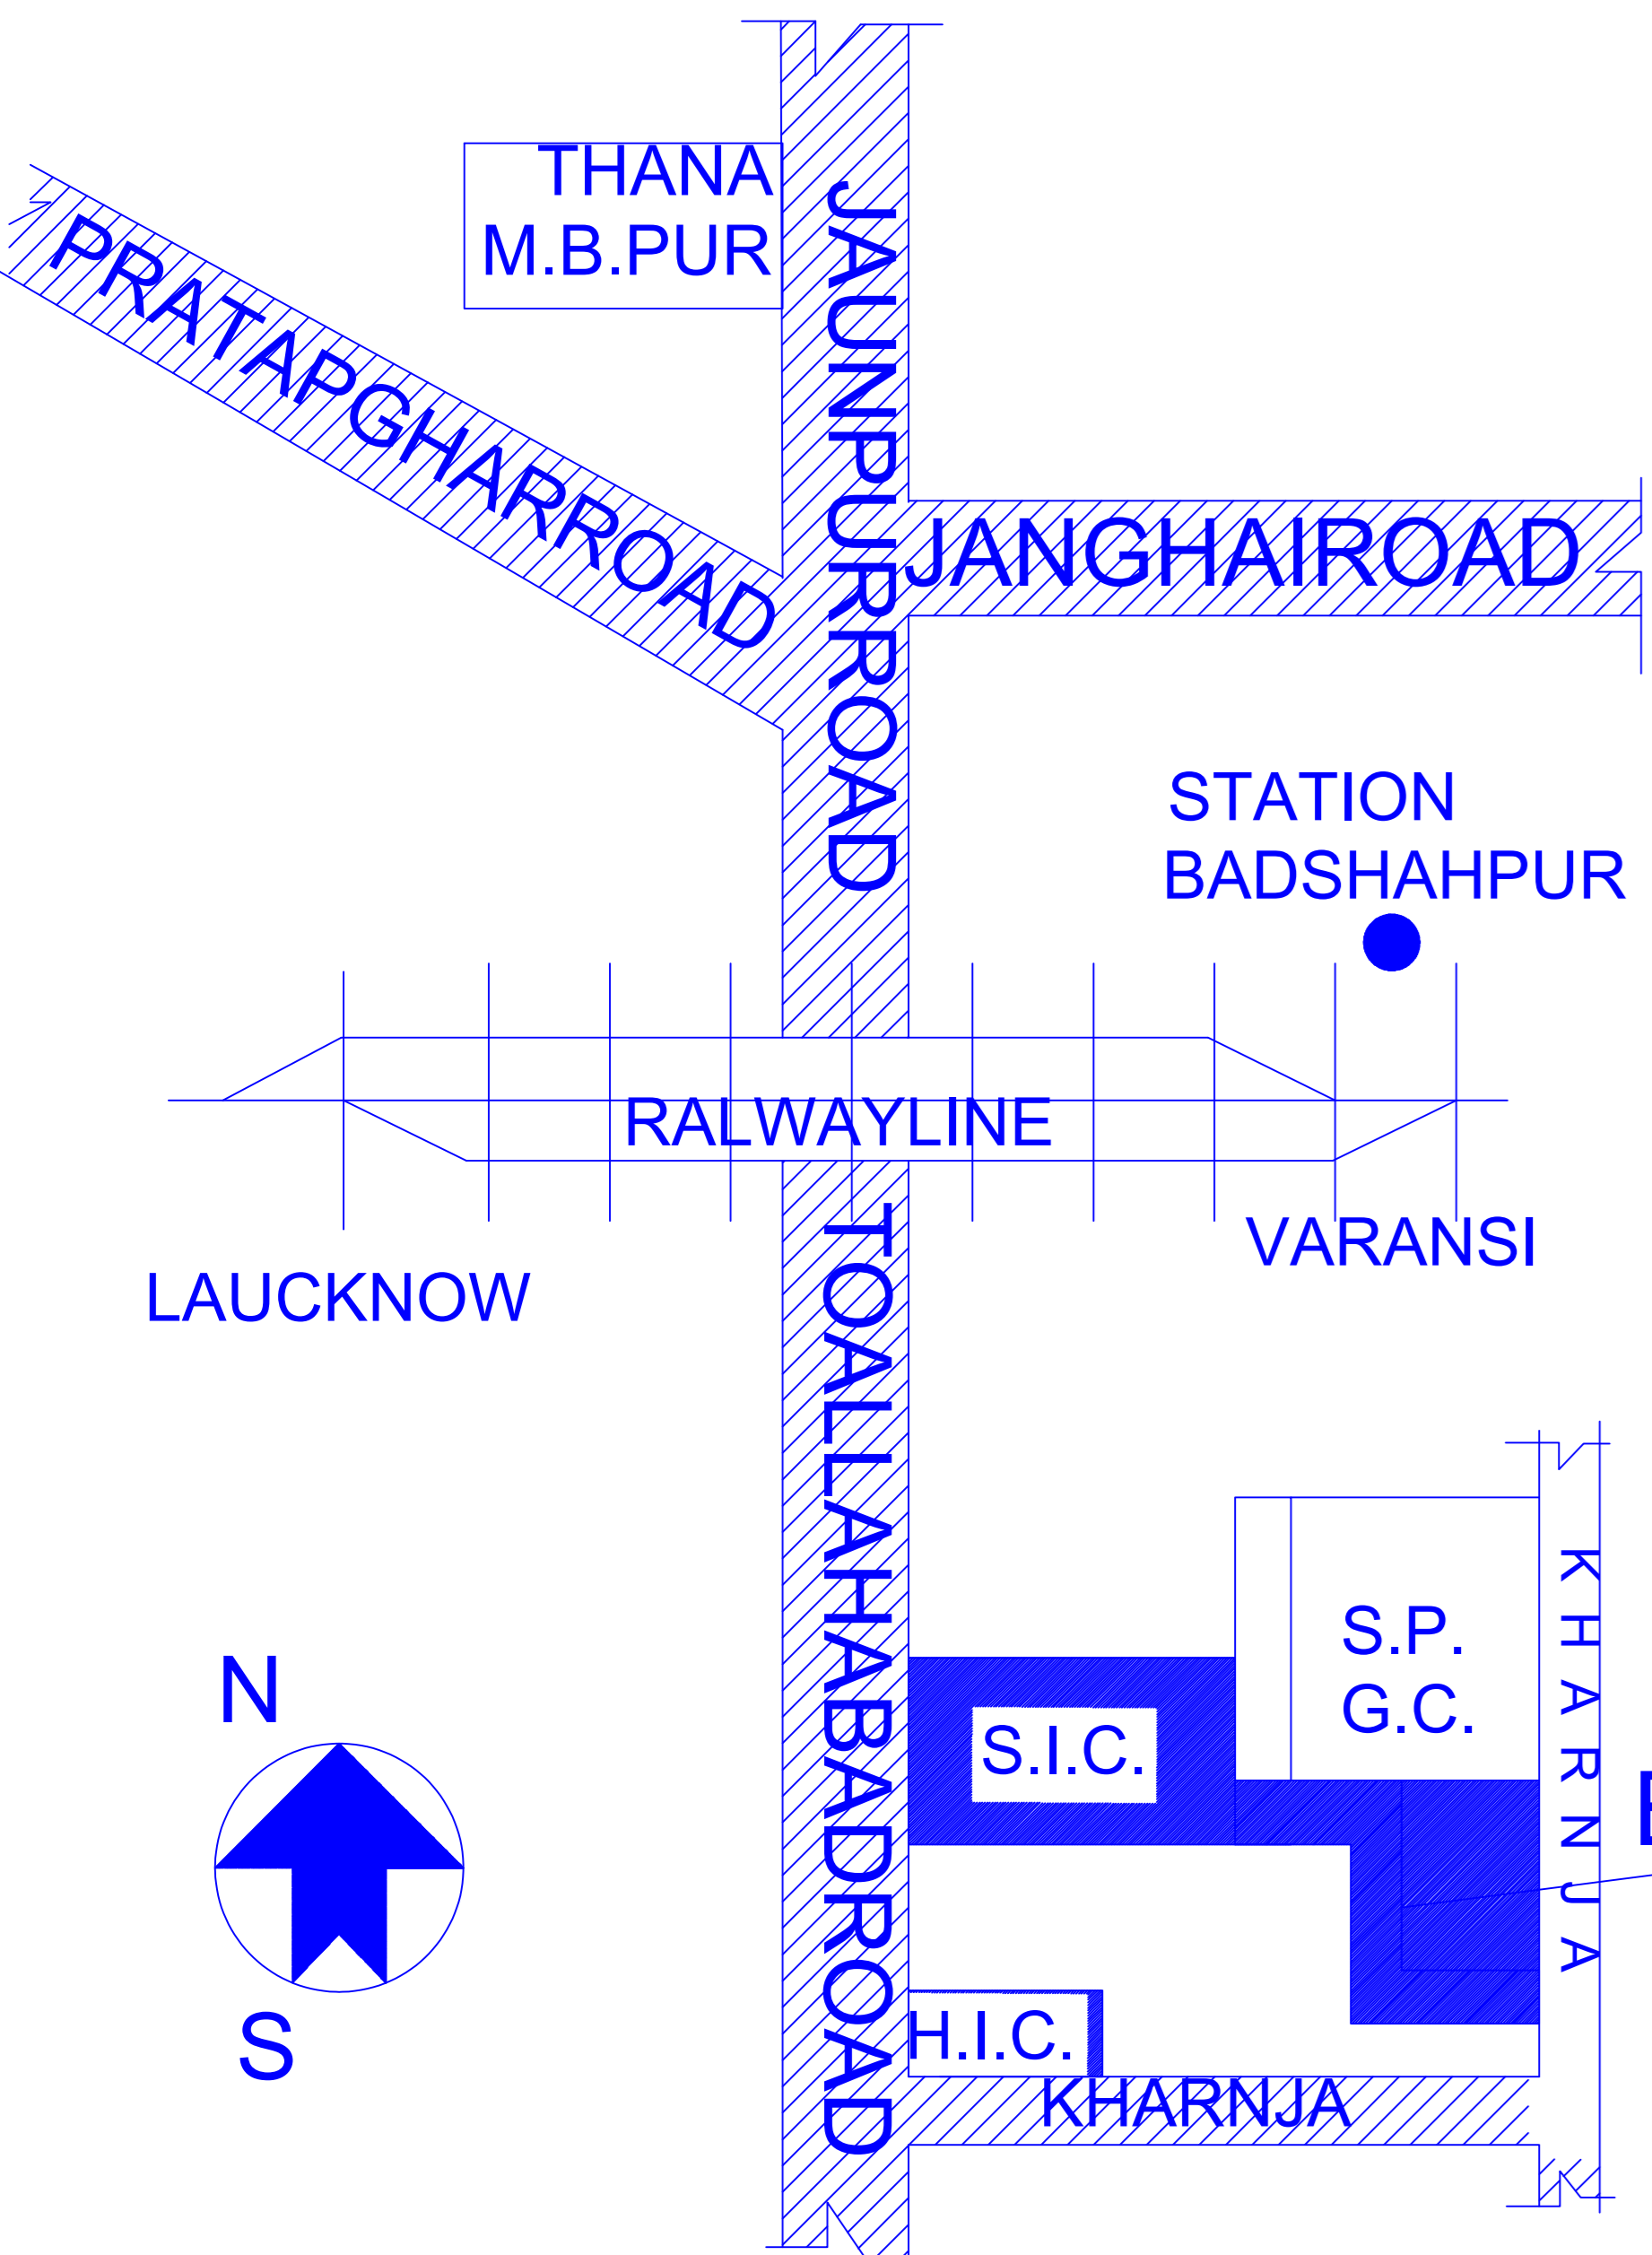 THANA
M.B.PUR
PRATAPGHARROAD
JAUNPURROAD
JANGHAIROAD
STATION
BADSHAHPUR
RALWAYLINE
VARANSI
LAUCKNOW
TOALLAHABADROAD
KHARNJA
S.P.
G.C.
S.I.C.
N
S
H.I.C.
KHARNJA